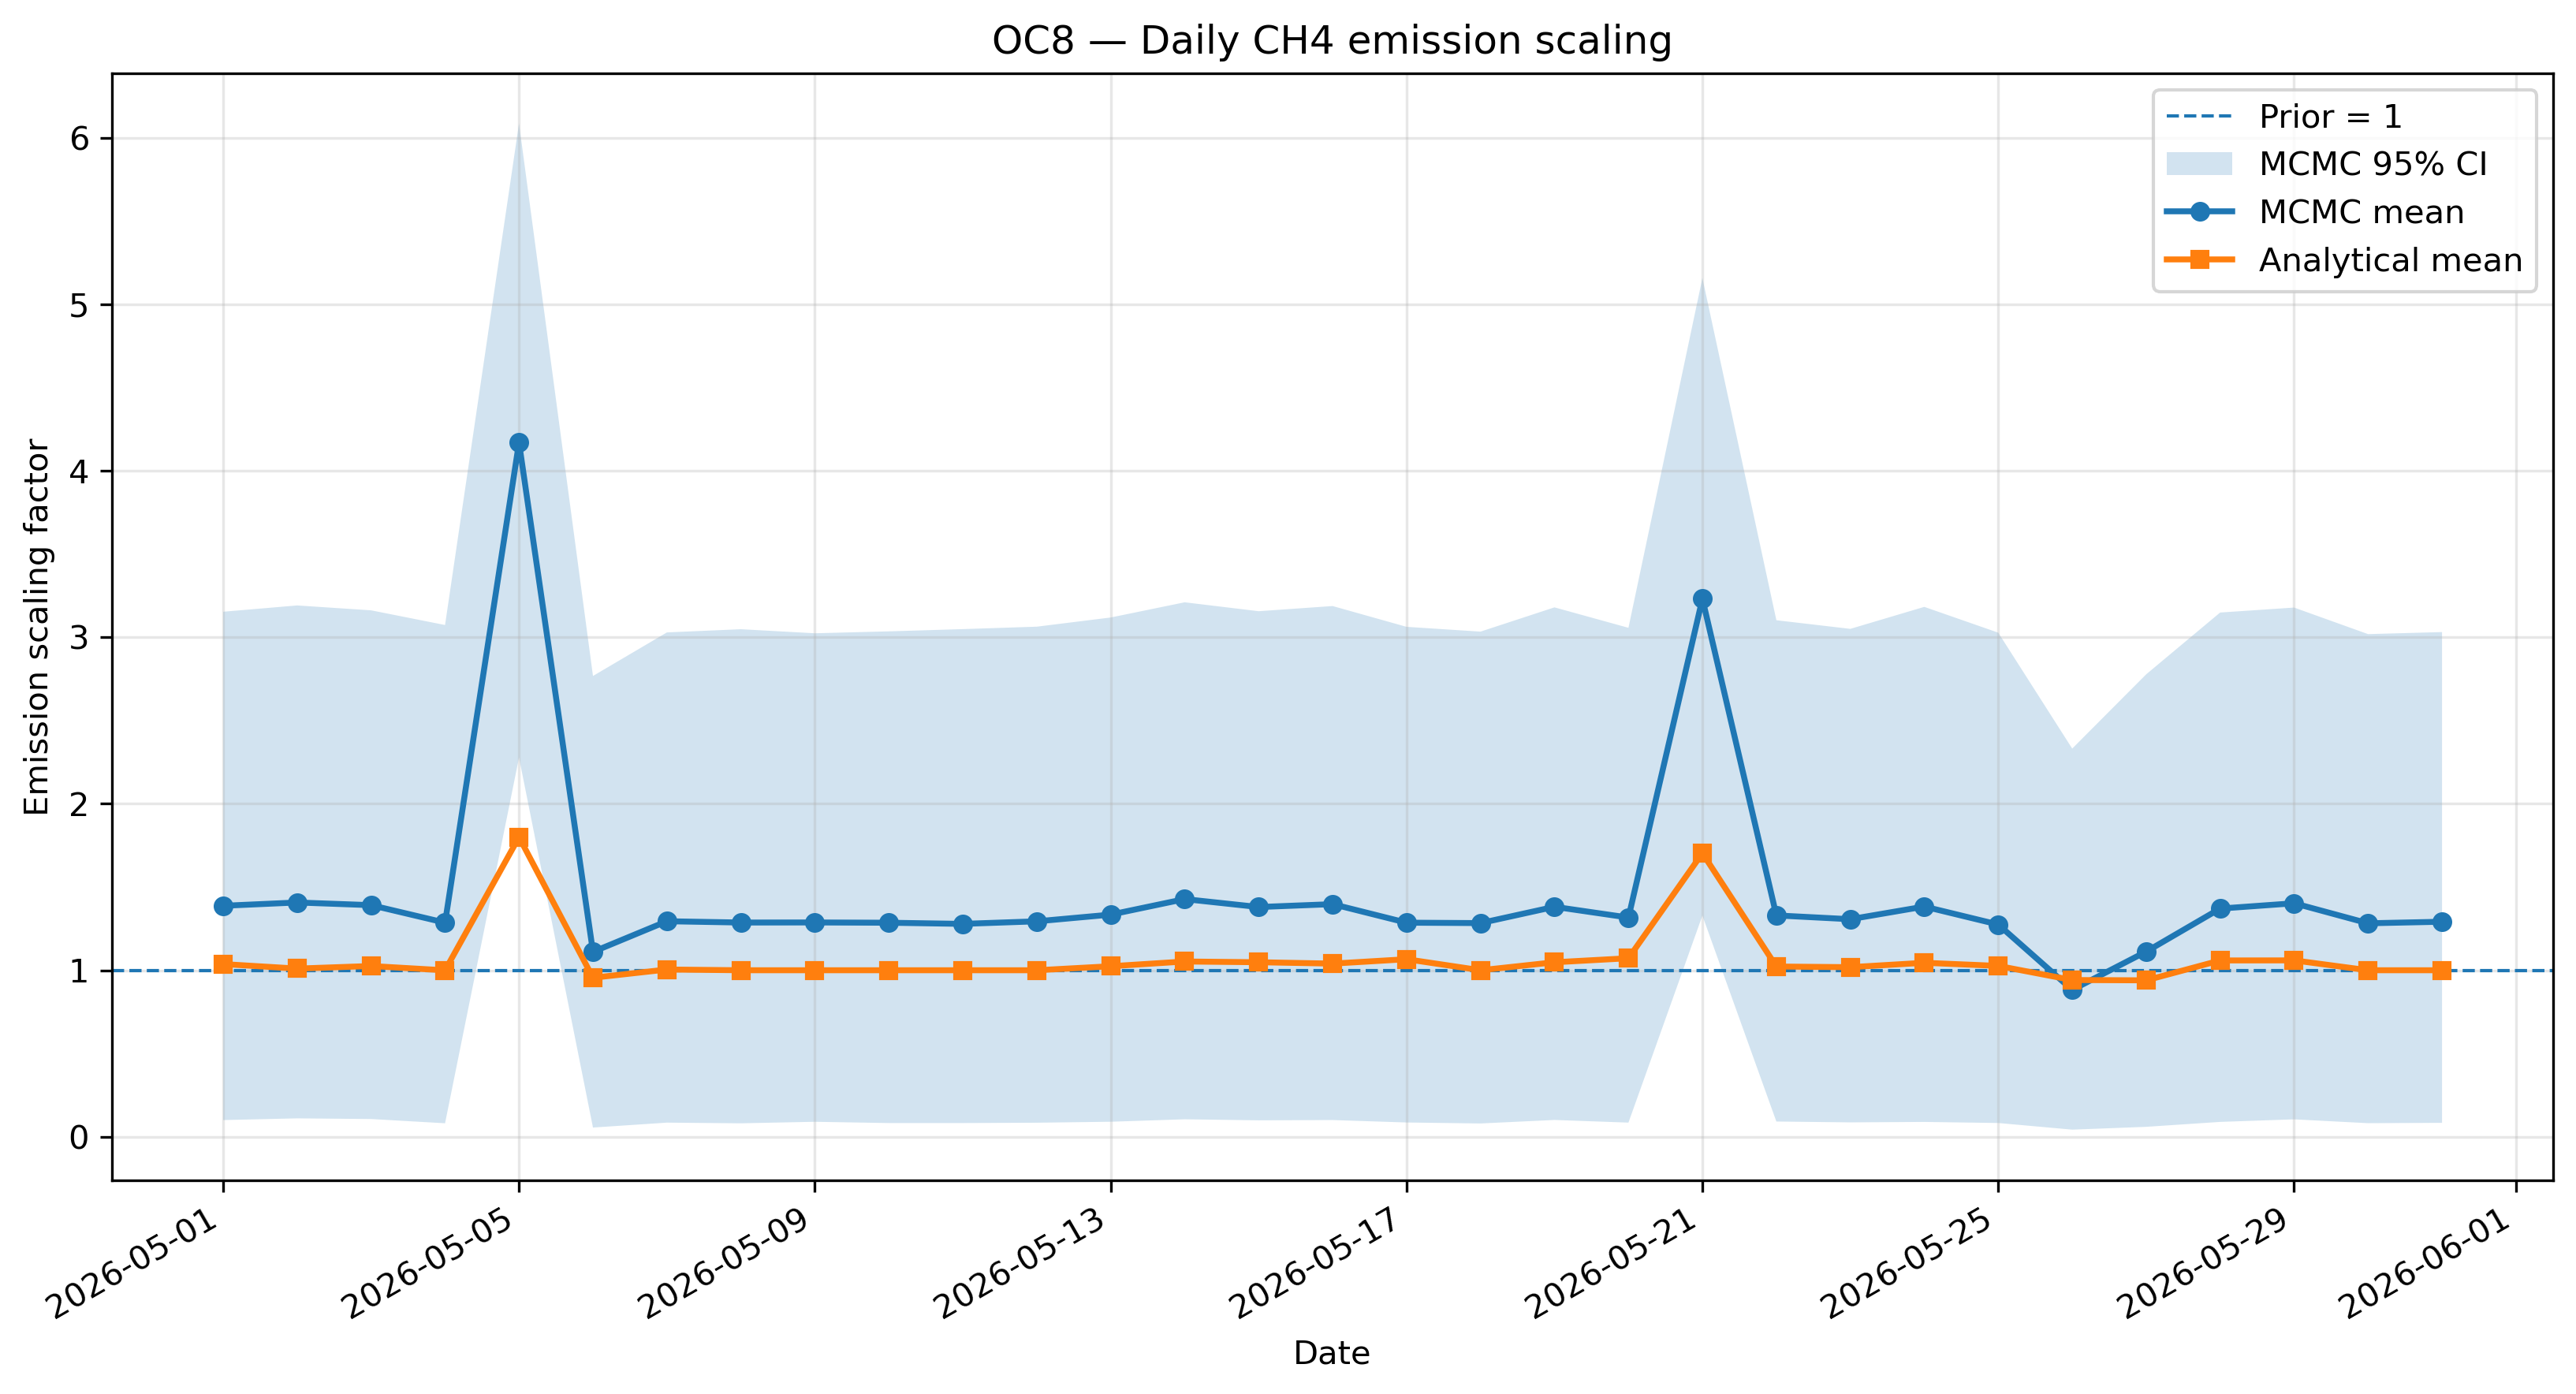 OC8 — Daily CH4 emission scaling
Prior = 1
MCMC 95% CI
MCMC mean
Analytical mean
Emission scaling factor
6
5
4
3
2
1
0
2026-05-01
2026-05-05
2026-05-09
2026-05-13
2026-05-17
2026-05-21
2026-05-25
2026-05-29
2026-06-01
Date